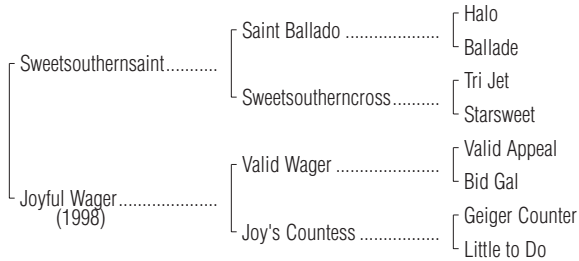 Halo
Saint Ballado ...................
Ballade
Sweetsouthernsaint..........
Tri Jet
Sweetsoutherncross..........
Starsweet
Valid Appeal
Valid Wager .....................
Bid Gal
Joyful Wager....................
(1998)
Geiger Counter
Joy's Countess ................
Little to Do